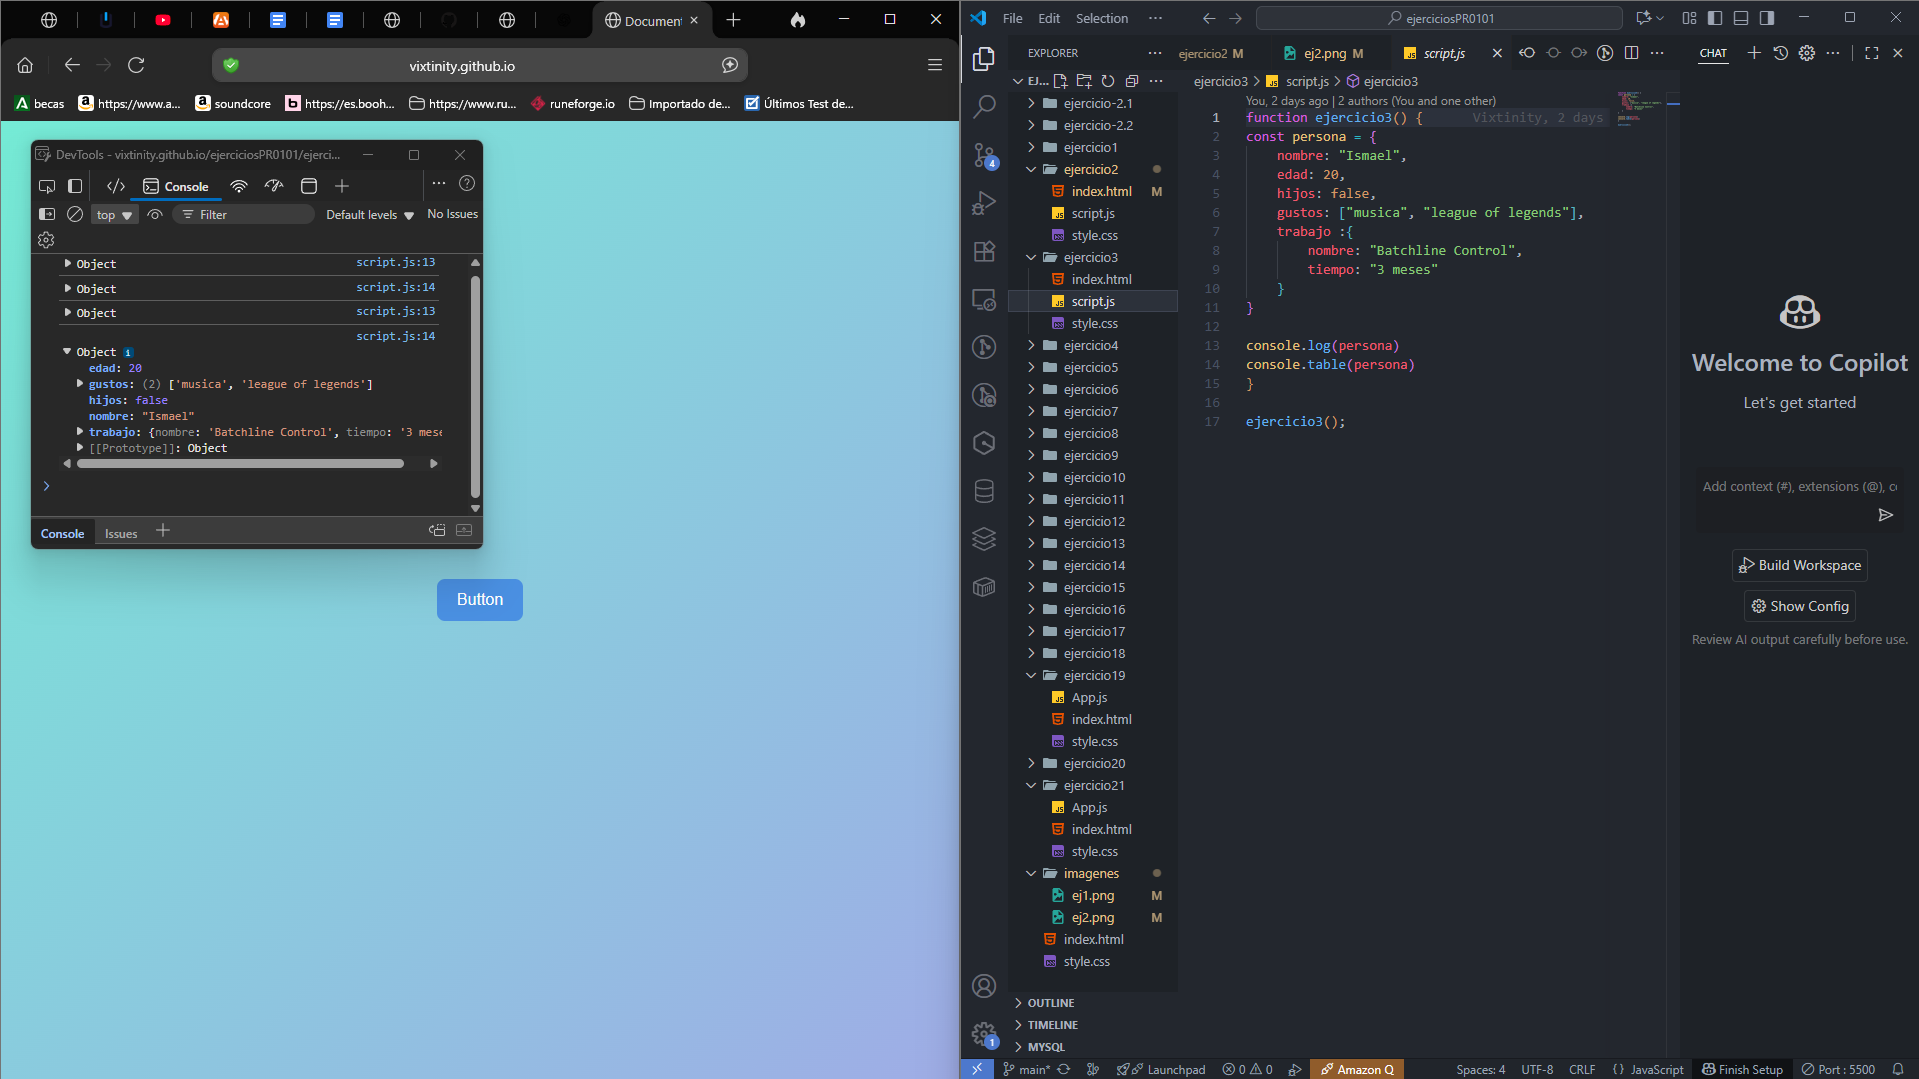 Document
vixtinity.github.io
becas
https://www.a...
soundcore
https://es.booh...
https://www.ru...
runeforge.io
Importado de...
Últimos Test de...
DevTools - vixtinity.github.io/ejerciciosPR0101/ejerci...
Console
top
Filter
Default levels
No Issues
Object script.js:13
Object script.js:14
Object script.js:13
script.js:14
Object i
edad: 20
gustos: (2) ['musica', 'league of legends']
hijos: false
nombre: "Ismael"
trabajo: {nombre: 'Batchline Control', tiempo: '3 mese
[[Prototype]]: Object
Console
Issues
Button
File
Edit
Selection
ejerciciosPR0101
EXPLORER
EJ...
ejercicio-2.1
ejercicio-2.2
ejercicio1
ejercicio2
index.html M
script.js
style.css
ejercicio3
index.html
script.js
style.css
ejercicio4
ejercicio5
ejercicio6
ejercicio7
ejercicio8
ejercicio9
ejercicio10
ejercicio11
ejercicio12
ejercicio13
ejercicio14
ejercicio15
ejercicio16
ejercicio17
ejercicio18
ejercicio19
App.js
index.html
style.css
ejercicio20
ejercicio21
App.js
index.html
style.css
imagenes
ej1.png M
ej2.png M
index.html
style.css
OUTLINE
TIMELINE
MYSQL
4
1
ejercicio2 M
ej2.png M
script.js
ejercicio3 > script.js > ejercicio3
You, 2 days ago | 2 authors (You and one other)
1 function ejercicio3() { Vixtinity, 2 days
2 const persona = {
3 nombre: "Ismael",
4 edad: 20,
5 hijos: false,
6 gustos: ["musica", "league of legends"],
7 trabajo :{
8 nombre: "Batchline Control",
9 tiempo: "3 meses"
10 }
11 }
12
13 console.log(persona)
14 console.table(persona)
15 }
16
17 ejercicio3();
CHAT
Welcome to Copilot
Let's get started
Add context (#), extensions (@), co
Build Workspace
Show Config
Review AI output carefully before use.
main*
Launchpad
0
0
Amazon Q
Spaces: 4
UTF-8
CRLF
{ } JavaScript
Finish Setup
Port : 5500